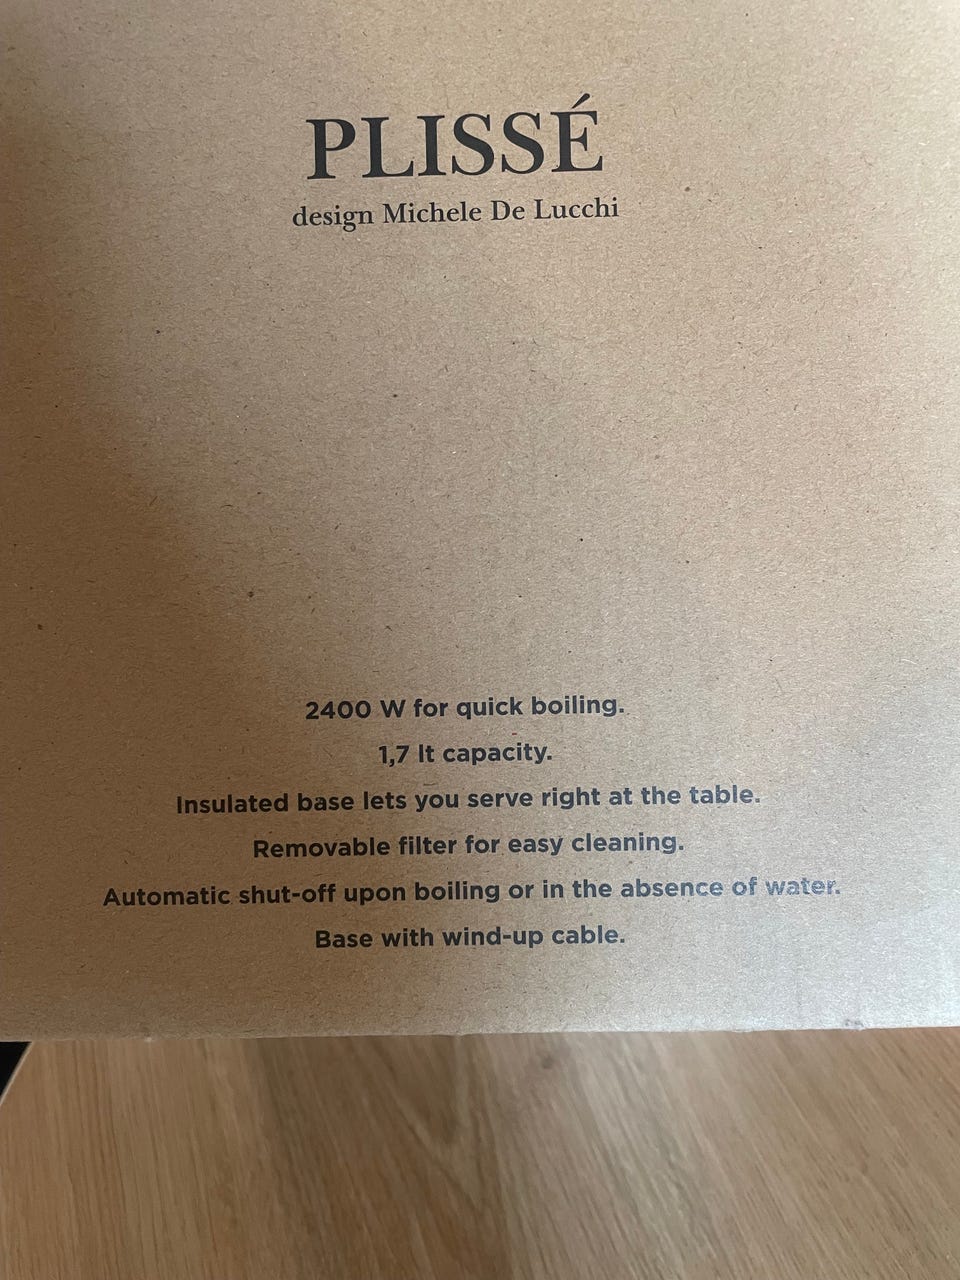 PLISSÉ
design Michele De Lucchi
2400 W for quick boiling.
1,7 lt capacity.
Insulated base lets you serve right at the table.
Removable filter for easy cleaning.
Automatic shut-off upon boiling or in the absence of water.
Base with wind-up cable.